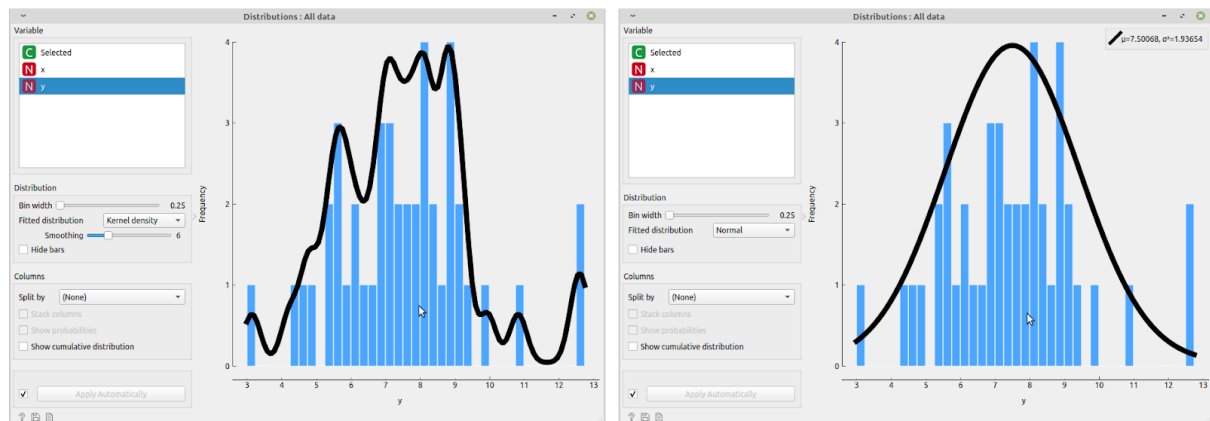 Distributions : All data
Variable
C Selected
N x
N y
Distribution
Bin width 0.25
Fitted distribution Kernel density
Smoothing 6
Hide bars
Columns
Split by (None)
Stack columns
Show probabilities
Show cumulative distribution
Apply Automatically
Frequency
4
3
2
1
0
3 4 5 6 7 8 9 10 11 12 13
y
Distributions : All data
Variable
C Selected
N x
N y
Distribution
Bin width 0.25
Fitted distribution Normal
Hide bars
Columns
Split by (None)
Stack columns
Show probabilities
Show cumulative distribution
Apply Automatically
μ=7.50068, σ²=1.93654
Frequency
4
3
2
1
0
3 4 5 6 7 8 9 10 11 12 13
y